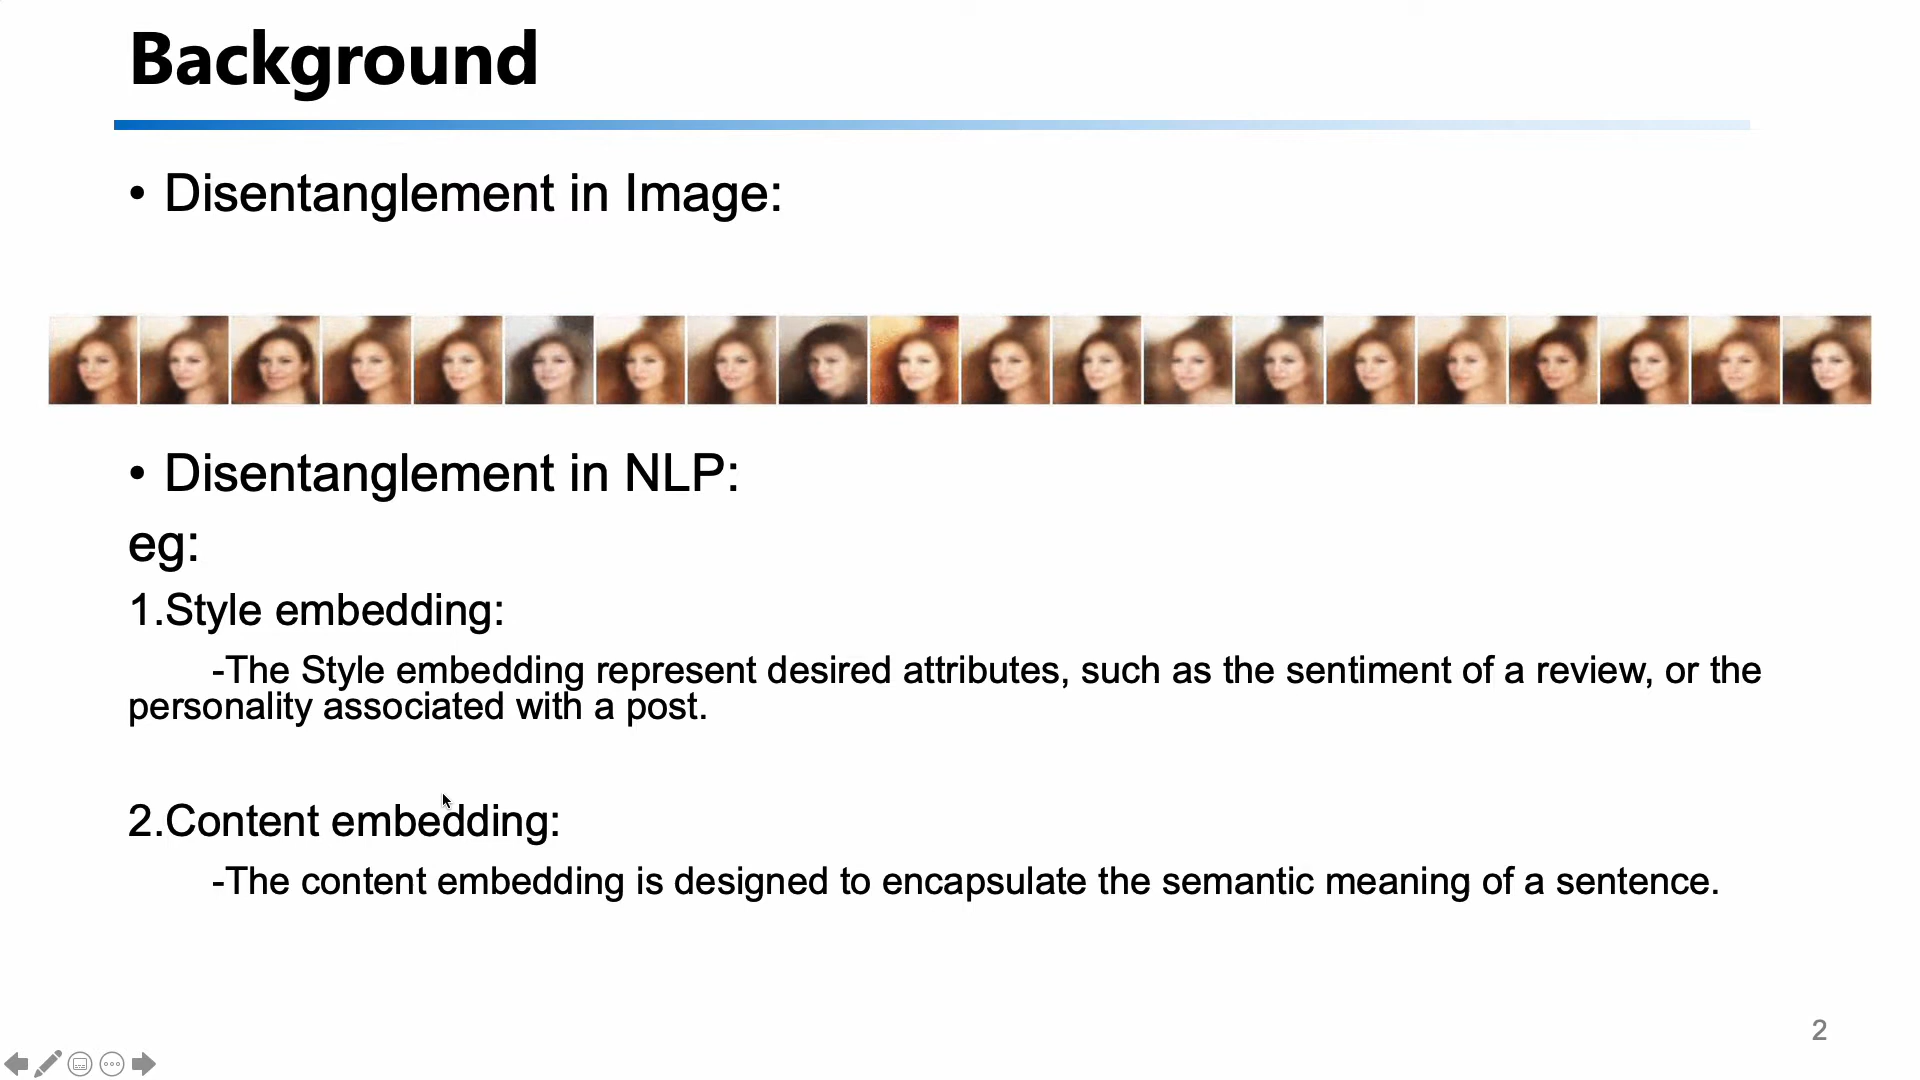 Background
• Disentanglement in Image:
• Disentanglement in NLP:
eg:
1.Style embedding:
-The Style embedding represent desired attributes, such as the sentiment of a review, or the
personality associated with a post.
2.Content embedding:
-The content embedding is designed to encapsulate the semantic meaning of a sentence.
2